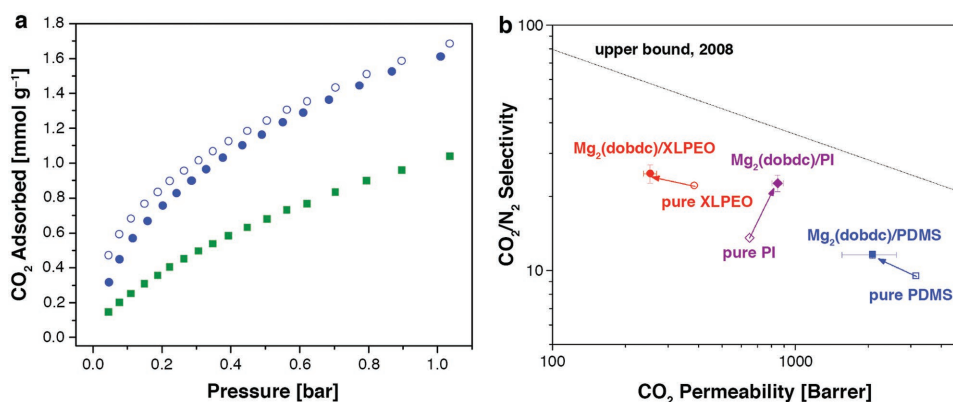 a
CO₂ Adsorbed [mmol g⁻¹]
1.8
1.6
1.4
1.2
1.0
0.8
0.6
0.4
0.2
0.0
0.0 0.2 0.4 0.6 0.8 1.0
Pressure [bar]
b
CO₂/N₂ Selectivity
100
10
upper bound, 2008
Mg₂(dobdc)/XLPEO
Mg₂(dobdc)/PI
pure XLPEO
Mg₂(dobdc)/PDMS
pure PI
pure PDMS
100 1000
CO₂ Permeability [Barrer]